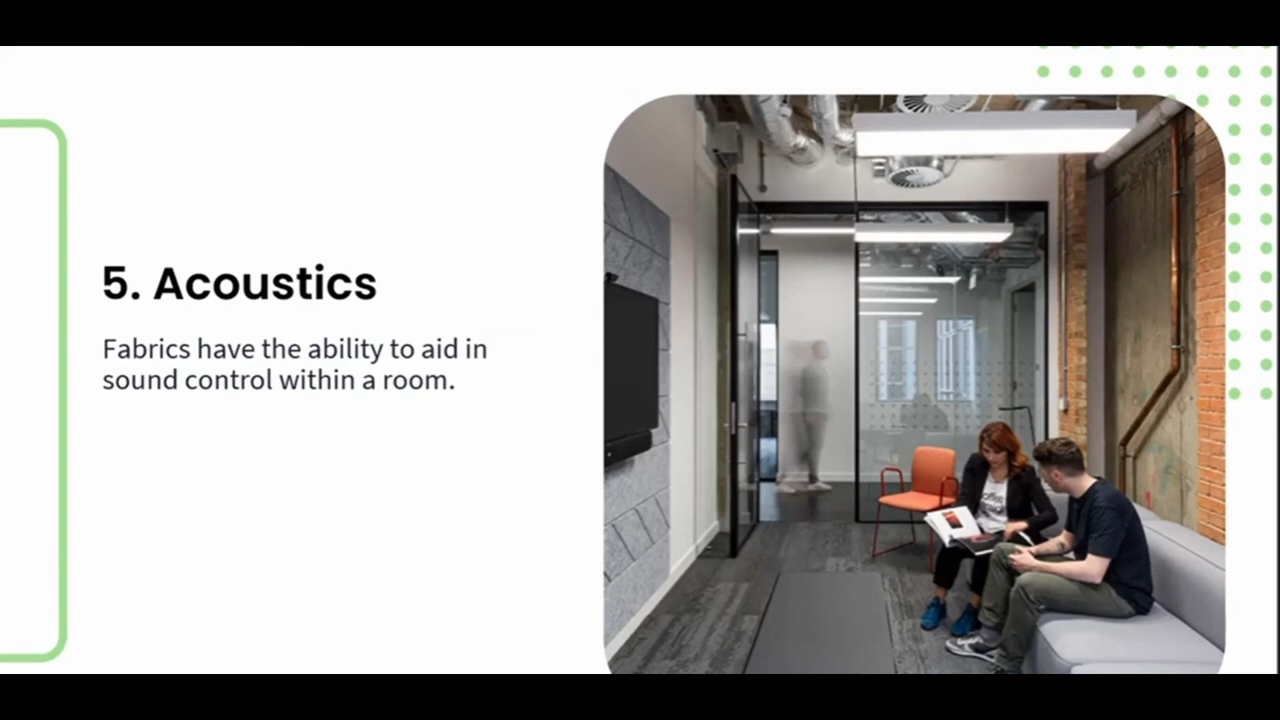 5. Acoustics
Fabrics have the ability to aid in
sound control within a room.